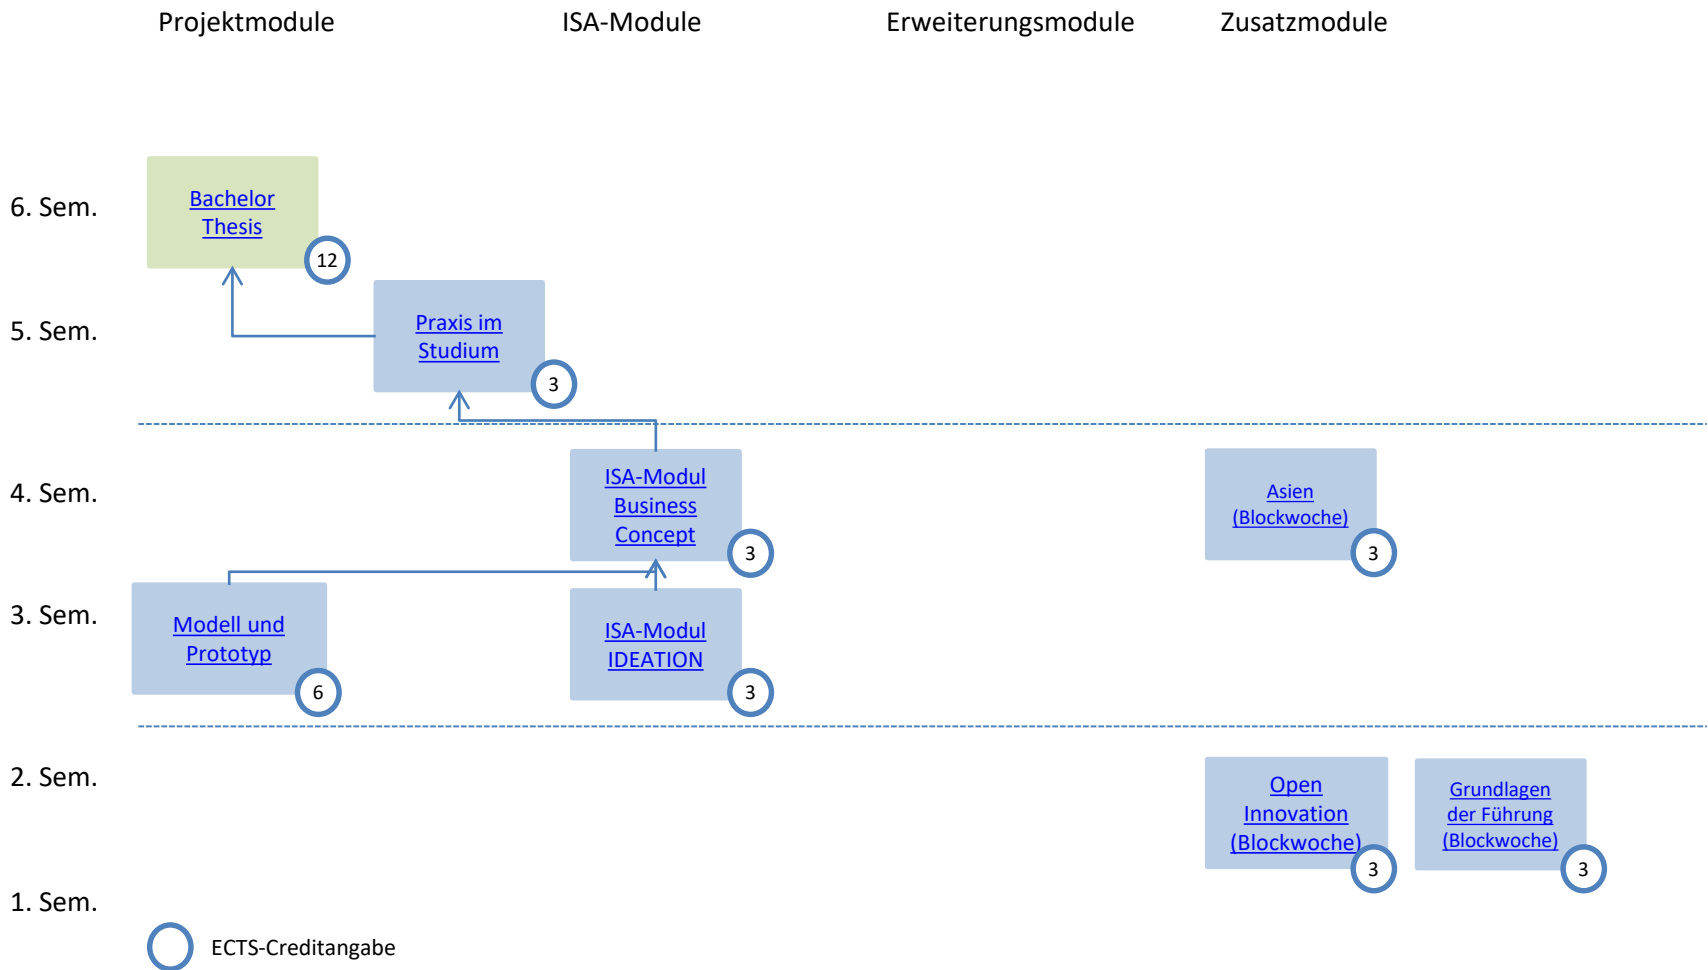 Projektmodule
ISA-Module
Erweiterungsmodule
Zusatzmodule
6. Sem.
Bachelor
Thesis
12
5. Sem.
Praxis im
Studium
3
4. Sem.
ISA-Modul
Business
Concept
3
Asien
(Blockwoche)
3
3. Sem.
Modell und
Prototyp
6
ISA-Modul
IDEATION
3
2. Sem.
Open
Innovation
(Blockwoche)
3
Grundlagen
der Führung
(Blockwoche)
3
1. Sem.
ECTS-Creditangabe